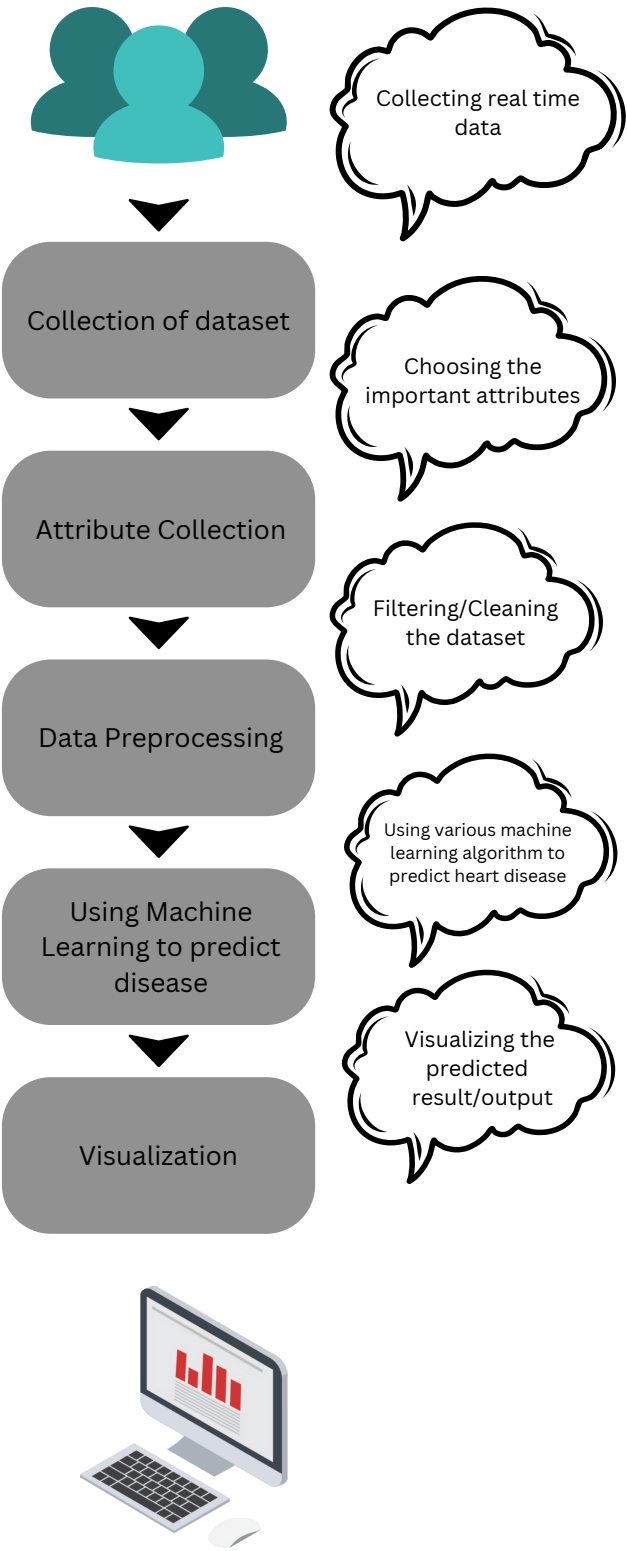 Collecting real time
data
Collection of dataset
Choosing the
important attributes
Attribute Collection
Filtering/Cleaning
the dataset
Data Preprocessing
Using various machine
learning algorithm to
predict heart disease
Using Machine
Learning to predict
disease
Visualizing the
predicted
result/output
Visualization